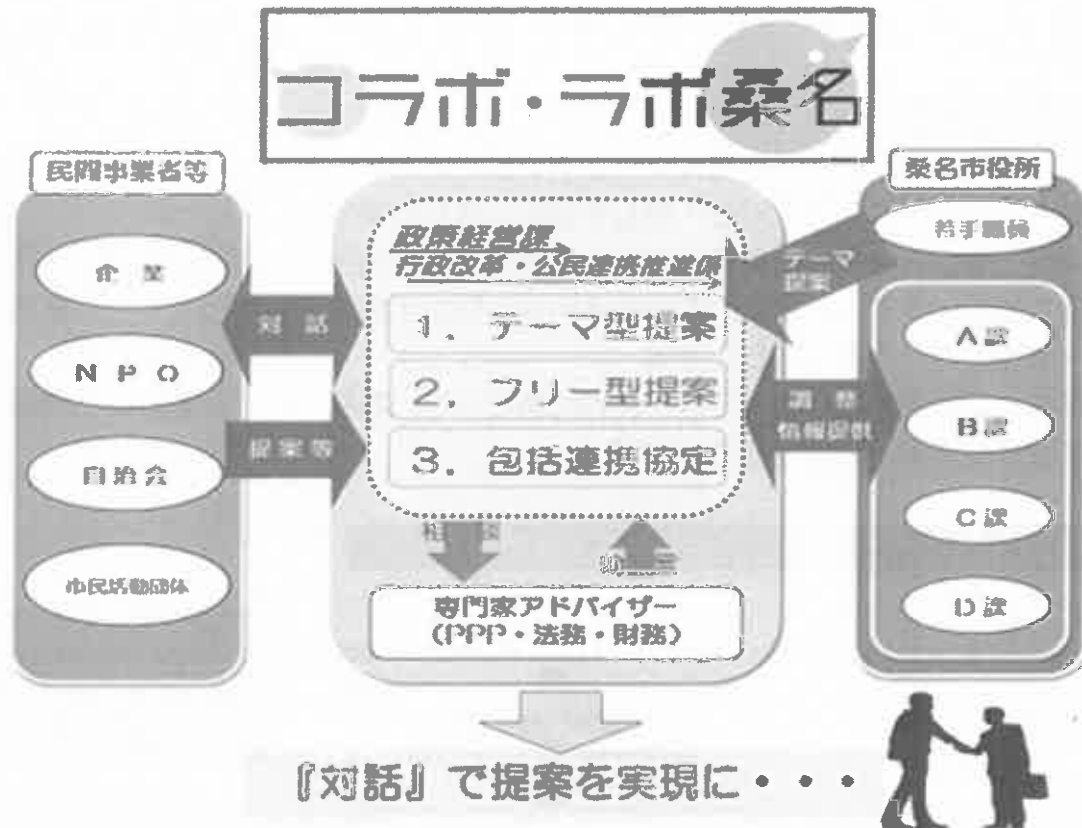 コラボ・ラボ桑名
民間事業者等
企業
NPO
自治会
市民活動団体
対話
提案等
政策経営課
行政改革・公民連携推進係
1．テーマ型提案
2．フリー型提案
3．包括連携協定
相談
専門家アドバイザー
（PPP・法務・財務）
桑名市役所
若手職員
テーマ
提案
調整
情報提供
A課
B課
C課
D課
『対話』で提案を実現に・・・